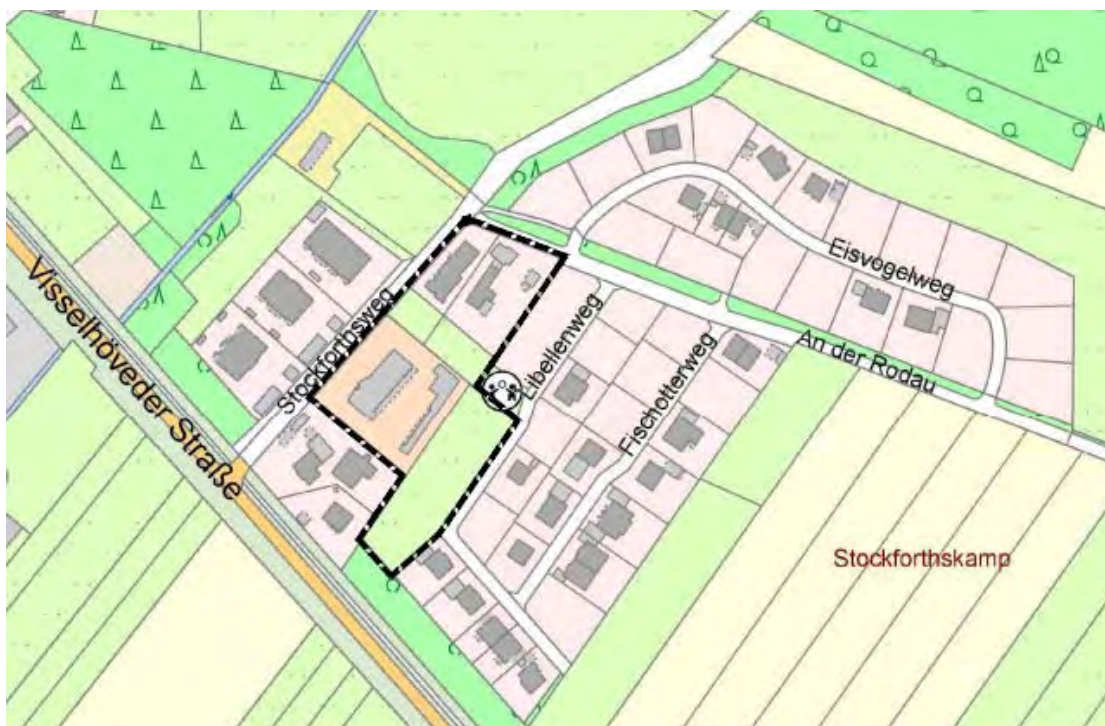 Eisvogelweg
Stockforthsweg
Libellenweg
Visselhöveder Straße
Fischotterweg
An der Rodau
Stockforthskamp